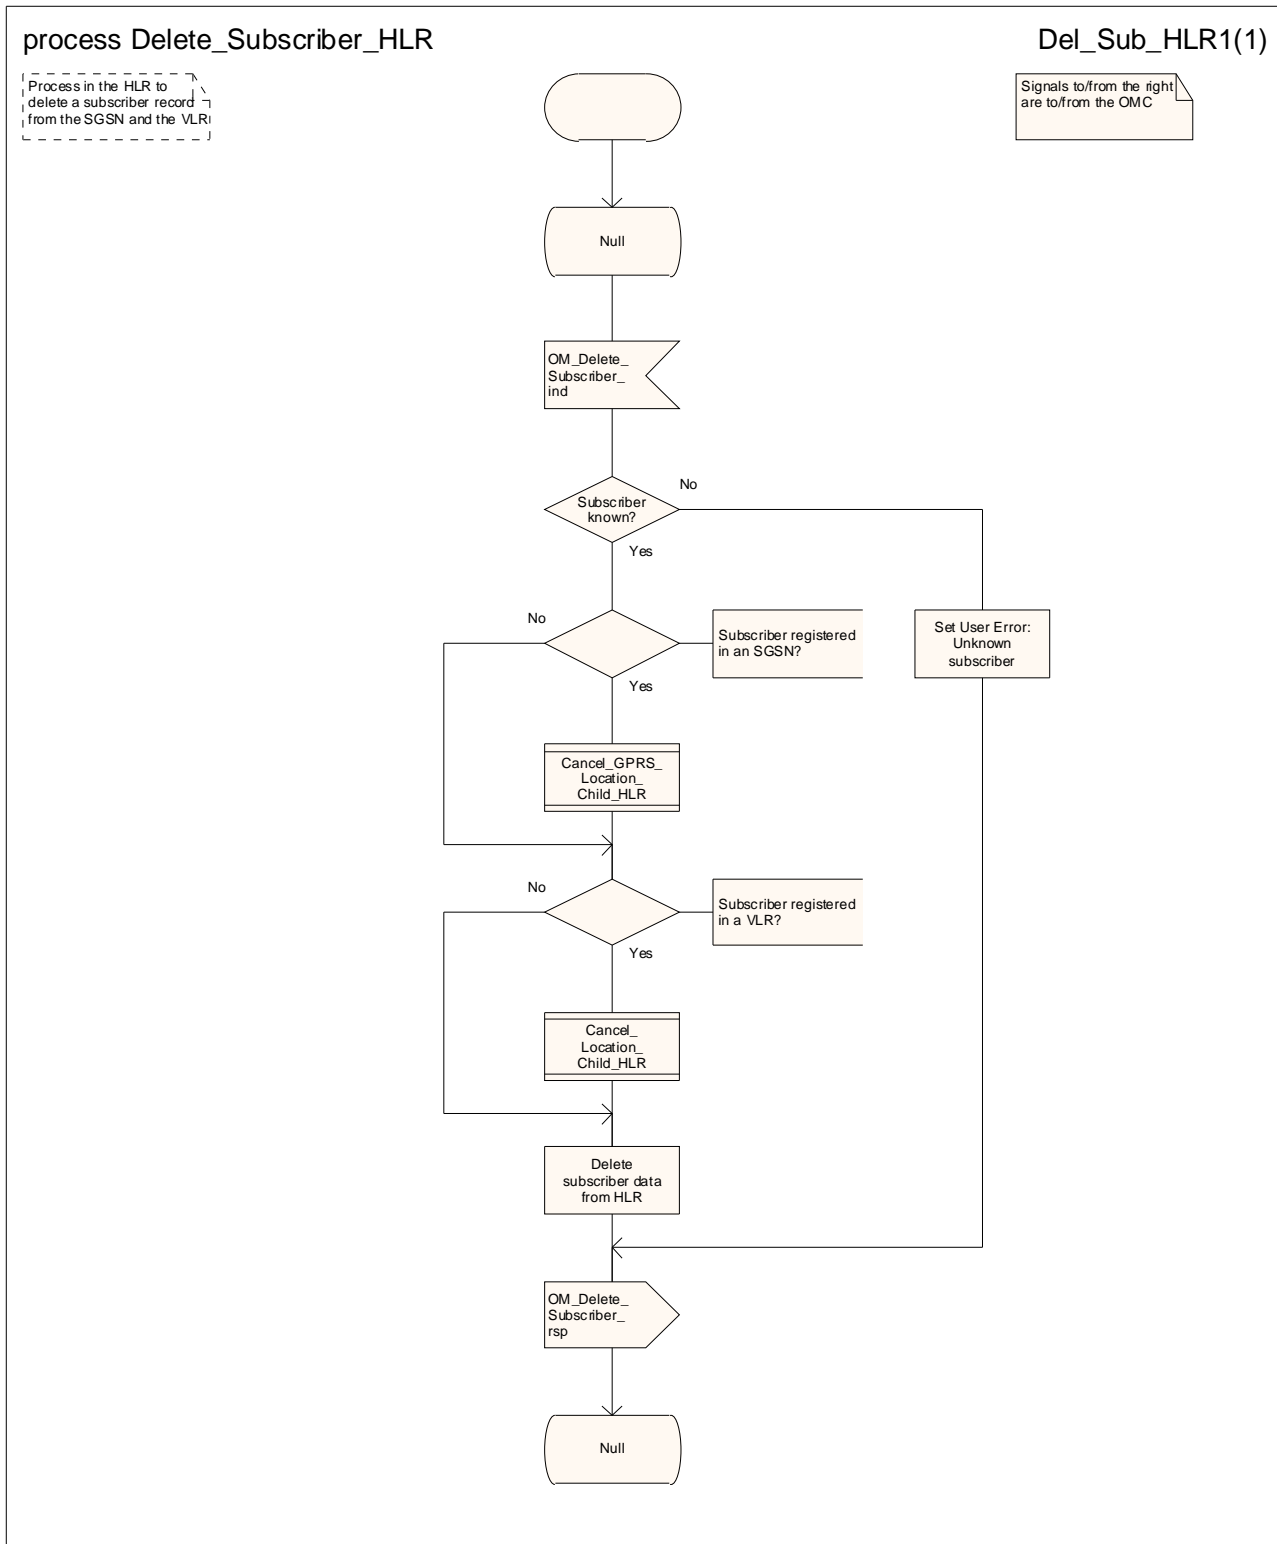 process Delete_Subscriber_HLR
Del_Sub_HLR1(1)
Process in the HLR to
delete a subscriber record
from the SGSN and the VLR
Signals to/from the right
are to/from the OMC
Null
OM_Delete_
Subscriber_
ind
Subscriber
known?
No
Yes
No
Subscriber registered
in an SGSN?
Set User Error:
Unknown
subscriber
Yes
Cancel_GPRS_
Location_
Child_HLR
No
Subscriber registered
in a VLR?
Yes
Cancel_
Location_
Child_HLR
Delete
subscriber data
from HLR
OM_Delete_
Subscriber_
rsp
Null